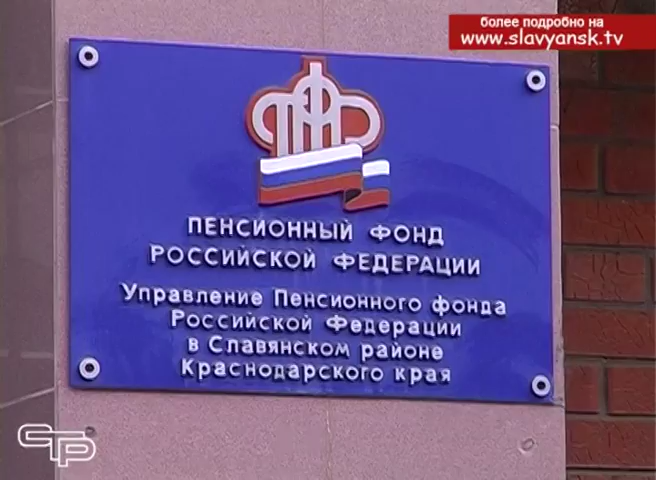 более подробно на
www.slavyansk.tv
ПЕНСИОННЫЙ ФОНД
РОССИЙСКОЙ ФЕДЕРАЦИИ
Управление Пенсионного фонда
Российской Федерации
в Славянском районе
Краснодарского края
СТР